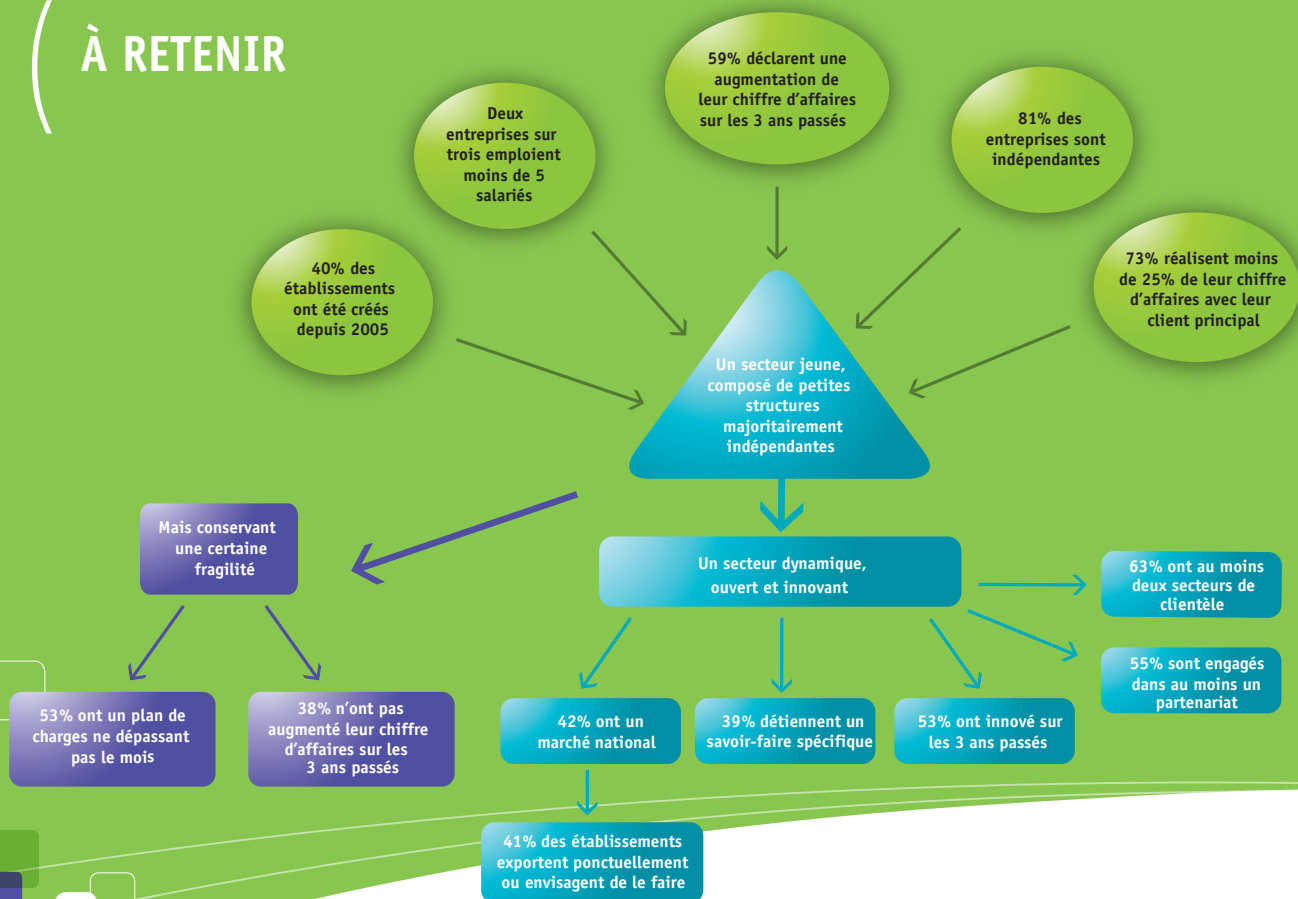 À RETENIR
59% déclarent une
augmentation de
leur chiffre d'affaires
sur les 3 ans passés
Deux
entreprises sur
trois emploient
moins de 5
salariés
81% des
entreprises sont
indépendantes
40% des
établissements
ont été créés
depuis 2005
73% réalisent moins
de 25% de leur chiffre
d'affaires avec leur
client principal
Un secteur jeune,
composé de petites
structures
majoritairement
indépendantes
Mais conservant
une certaine
fragilité
Un secteur dynamique,
ouvert et innovant
63% ont au moins
deux secteurs de
clientèle
55% sont engagés
dans au moins un
partenariat
53% ont un plan de
charges ne dépassant
pas le mois
38% n'ont pas
augmenté leur chiffre
d'affaires sur les
3 ans passés
42% ont un
marché national
39% détiennent un
savoir-faire spécifique
53% ont innové sur
les 3 ans passés
41% des établissements
exportent ponctuellement
ou envisagent de le faire